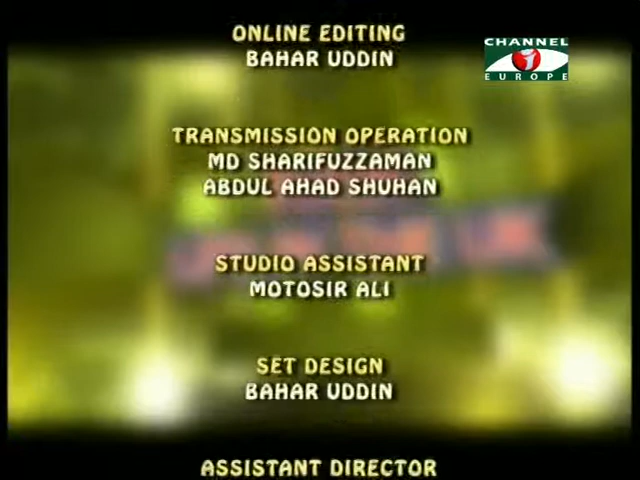 ONLINE EDITING
BAHAR UDDIN
CHANNEL
i
EUROPE
TRANSMISSION OPERATION
MD SHARIFUZZAMAN
ABDUL AHAD SHUHAN
STUDIO ASSISTANT
MOTOSIR ALI
SET DESIGN
BAHAR UDDIN
ASSISTANT DIRECTOR